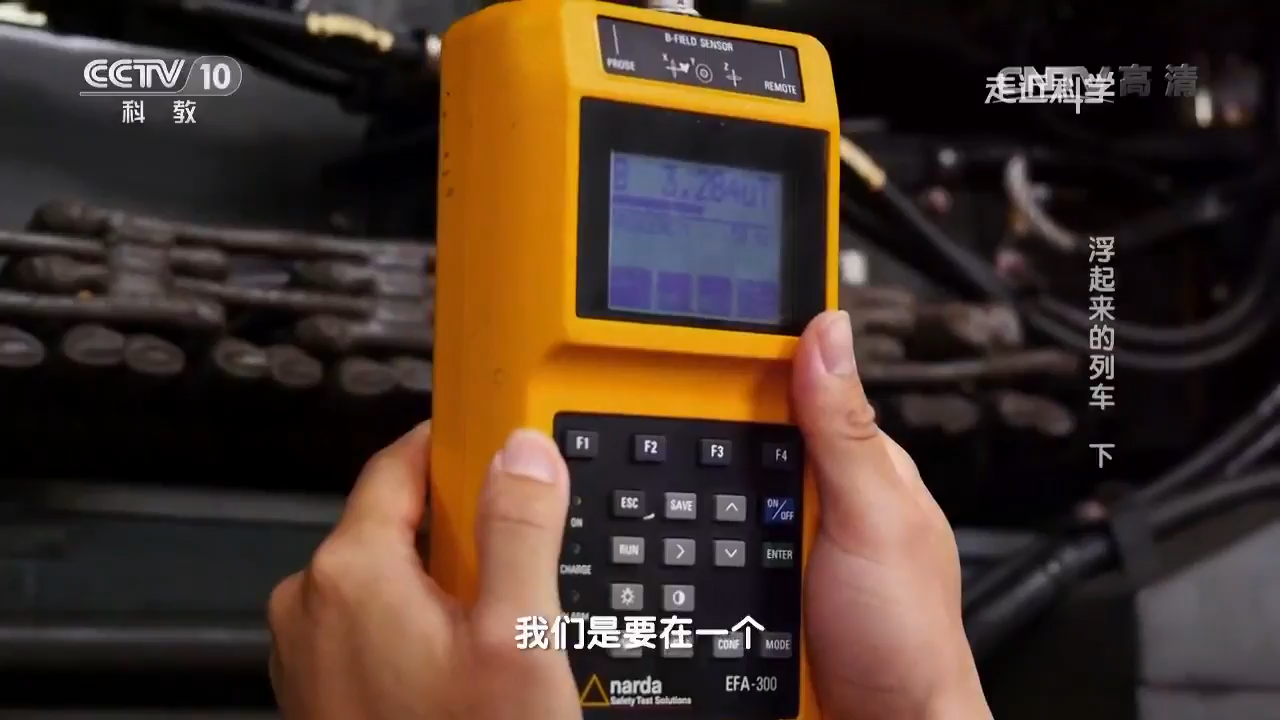 CCTV 10
科教
走近科学
高清
浮起来的列车 下
B-FIELD SENSOR
PROBE
X Y Z
REMOTE
B 3.284uT
F1 F2 F3 F4
ESC SAVE ON/OFF
ON
RUN ENTER
CHARGE
我们是要在一个
CONF MODE
narda EFA-300
Safety Test Solutions